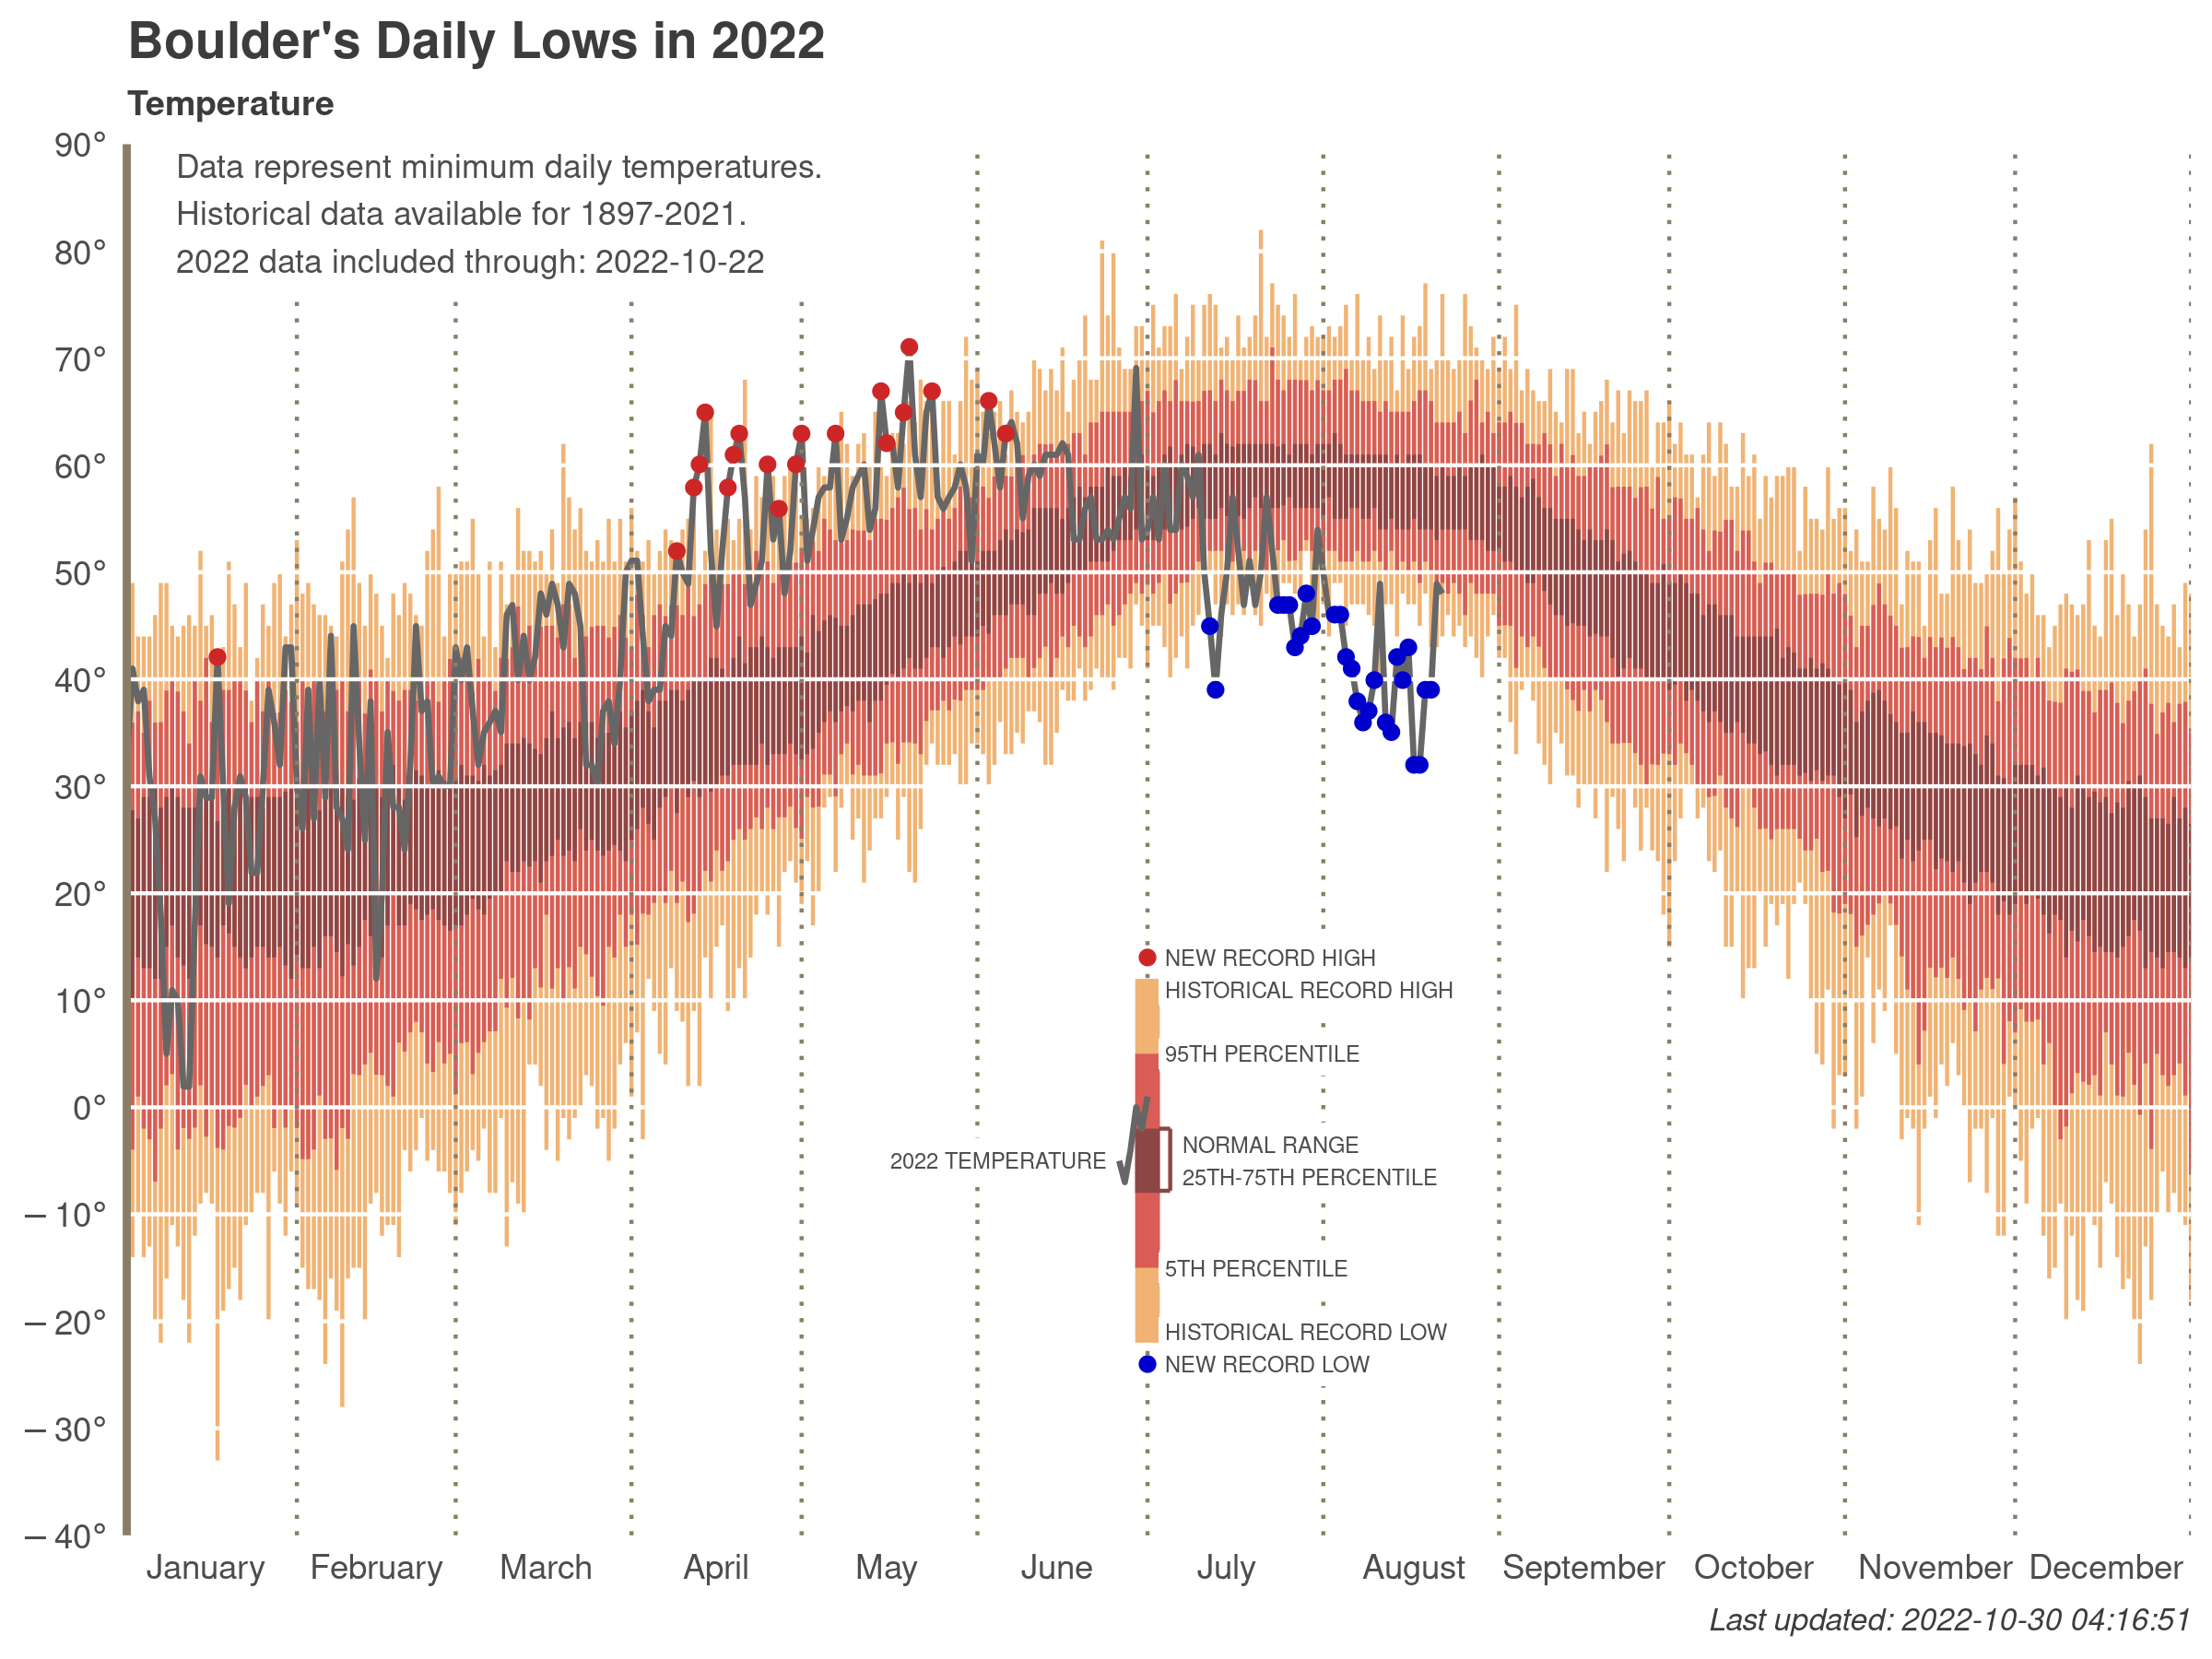 Boulder's Daily Lows in 2022
Temperature
90°
Data represent minimum daily temperatures.
Historical data available for 1897-2021.
80°
2022 data included through: 2022-10-22
70°
60°
50°
40°
30°
20°
NEW RECORD HIGH
HISTORICAL RECORD HIGH
10°
95TH PERCENTILE
0°
NORMAL RANGE
2022 TEMPERATURE
25TH-75TH PERCENTILE
−10°
5TH PERCENTILE
−20°
HISTORICAL RECORD LOW
NEW RECORD LOW
−30°
−40°
January February March April May June July August September October November December
Last updated: 2022-10-30 04:16:51